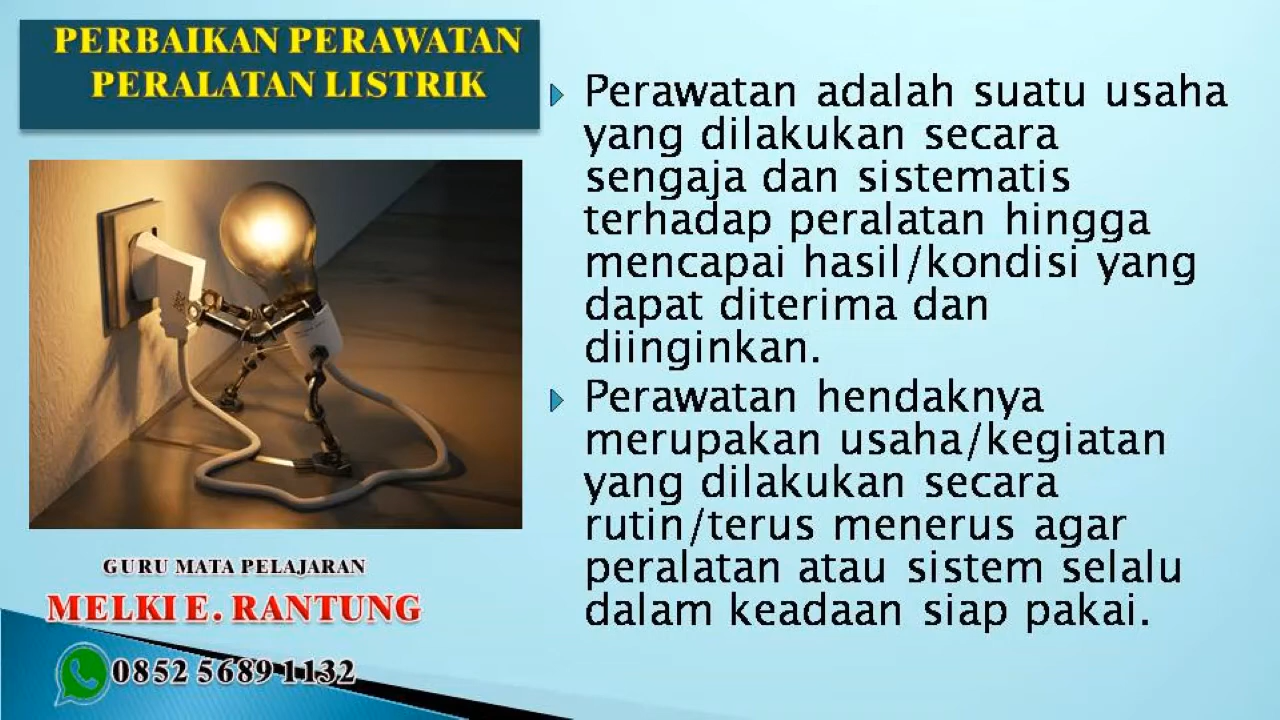 PERBAIKAN PERAWATAN
PERALATAN LISTRIK
Perawatan adalah suatu usaha
yang dilakukan secara
sengaja dan sistematis
terhadap peralatan hingga
mencapai hasil/kondisi yang
dapat diterima dan
diinginkan.
Perawatan hendaknya
merupakan usaha/kegiatan
yang dilakukan secara
rutin/terus menerus agar
peralatan atau sistem selalu
dalam keadaan siap pakai.
GURU MATA PELAJARAN
MELKI E. RANTUNG
0852 5689 1132